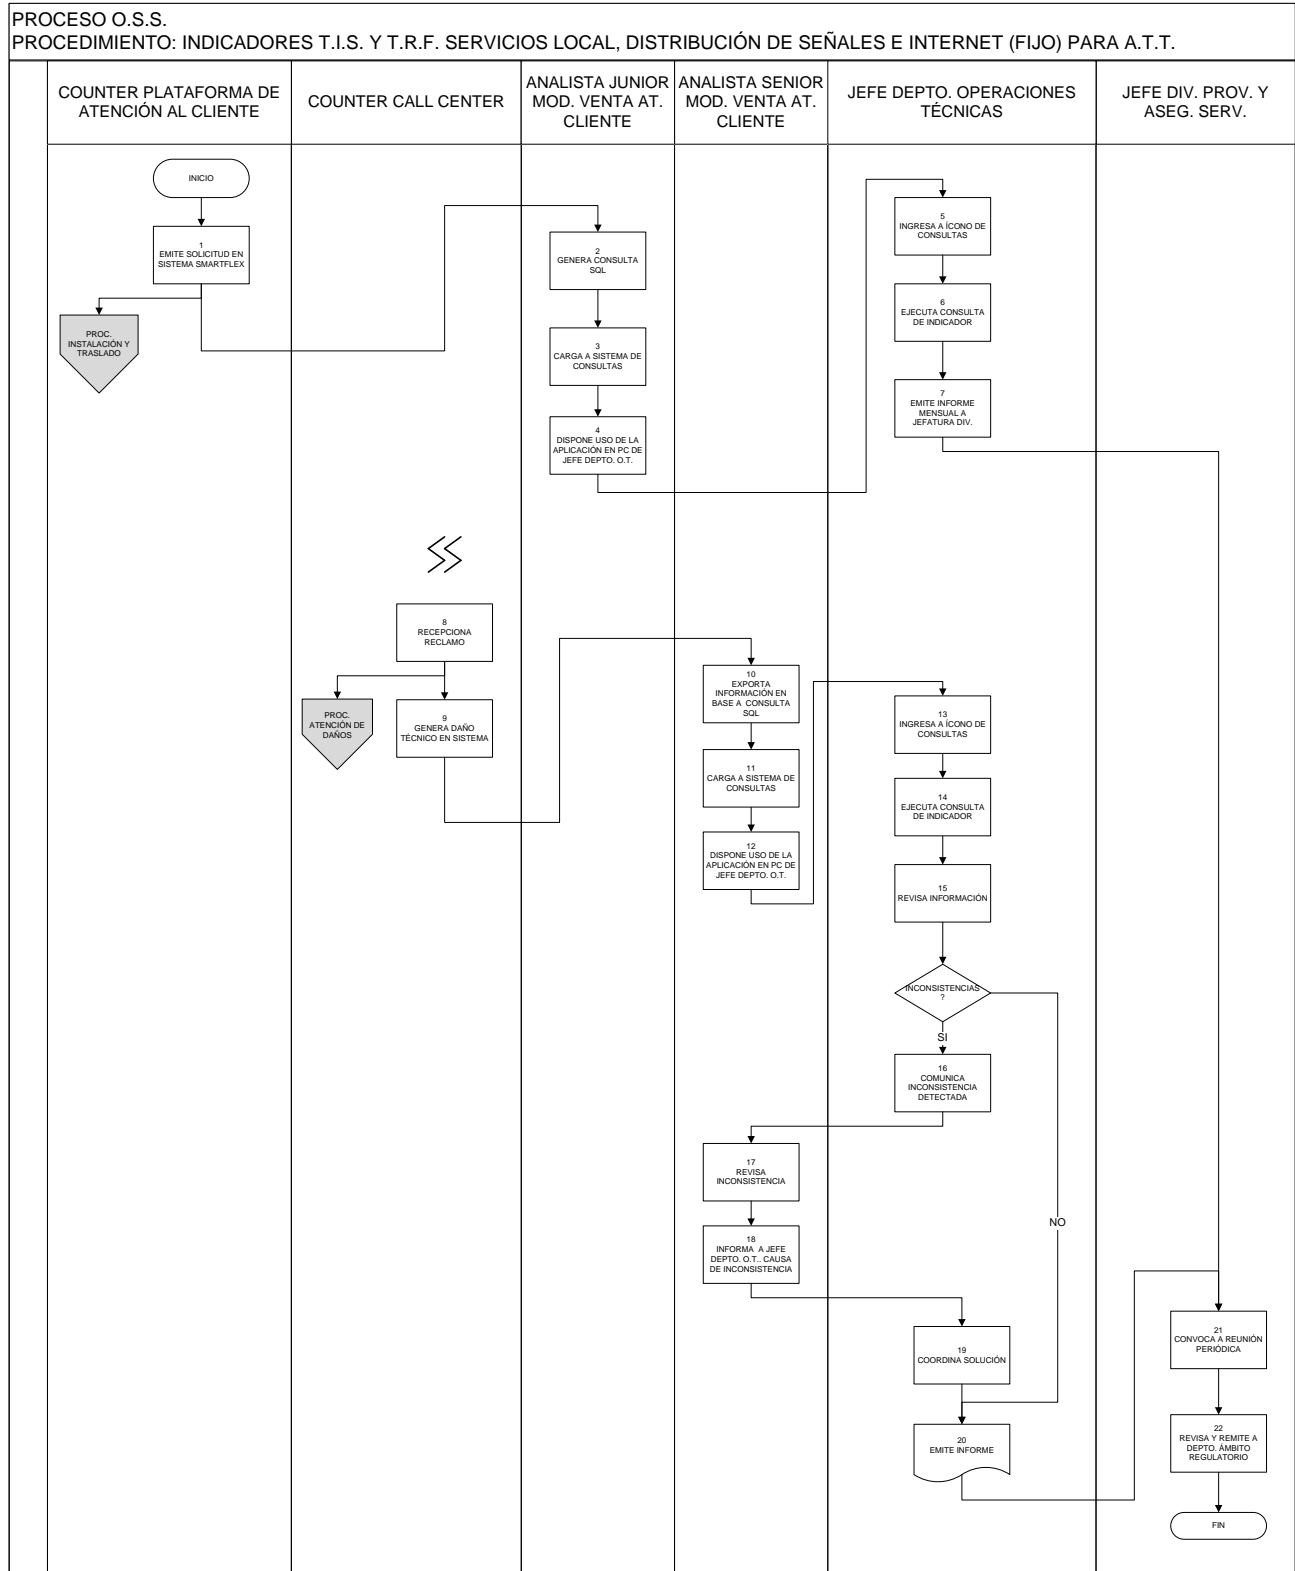 PROCESO O.S.S.
PROCEDIMIENTO: INDICADORES T.I.S. Y T.R.F. SERVICIOS LOCAL, DISTRIBUCIÓN DE SEÑALES E INTERNET (FIJO) PARA A.T.T.
COUNTER PLATAFORMA DE
ATENCIÓN AL CLIENTE
COUNTER CALL CENTER
ANALISTA JUNIOR
MOD. VENTA AT.
CLIENTE
ANALISTA SENIOR
MOD. VENTA AT.
CLIENTE
JEFE DEPTO. OPERACIONES
TÉCNICAS
JEFE DIV. PROV. Y
ASEG. SERV.
INICIO
1
EMITE SOLICITUD EN
SISTEMA SMARTFLEX
PROC.
INSTALACIÓN Y
TRASLADO
2
GENERA CONSULTA
SQL
3
CARGA A SISTEMA DE
CONSULTAS
4
DISPONE USO DE LA
APLICACIÓN EN PC DE
JEFE DEPTO. O.T.
5
INGRESA A ÍCONO DE
CONSULTAS
6
EJECUTA CONSULTA
DE INDICADOR
7
EMITE INFORME
MENSUAL A
JEFATURA DIV.
8
RECEPCIONA
RECLAMO
PROC.
ATENCIÓN DE
DAÑOS
9
GENERA DAÑO
TÉCNICO EN SISTEMA
10
EXPORTA
INFORMACIÓN EN
BASE A CONSULTA
SQL
11
CARGA A SISTEMA DE
CONSULTAS
12
DISPONE USO DE LA
APLICACIÓN EN PC DE
JEFE DEPTO. O.T.
13
INGRESA A ÍCONO DE
CONSULTAS
14
EJECUTA CONSULTA
DE INDICADOR
15
REVISA INFORMACIÓN
INCONSISTENCIAS
?
SI
16
COMUNICA
INCONSISTENCIA
DETECTADA
17
REVISA
INCONSISTENCIA
18
INFORMA A JEFE
DEPTO. O.T.. CAUSA
DE INCONSISTENCIA
NO
19
COORDINA SOLUCIÓN
20
EMITE INFORME
21
CONVOCA A REUNIÓN
PERIÓDICA
22
REVISA Y REMITE A
DEPTO. ÁMBITO
REGULATORIO
FIN